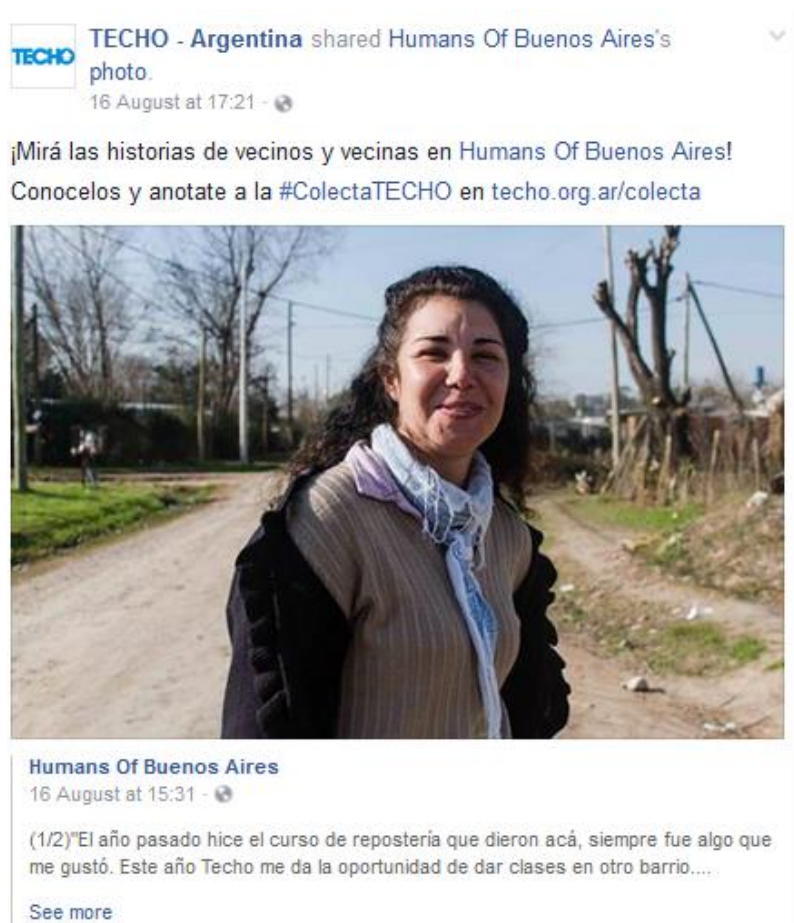 TECHO
TECHO - Argentina shared Humans Of Buenos Aires's
photo.
16 August at 17:21 ·
¡Mirá las historias de vecinos y vecinas en Humans Of Buenos Aires!
Conocelos y anotate a la #ColectaTECHO en techo.org.ar/colecta
Humans Of Buenos Aires
16 August at 15:31 ·
(1/2)"El año pasado hice el curso de repostería que dieron acá, siempre fue algo que
me gustó. Este año Techo me da la oportunidad de dar clases en otro barrio....
See more